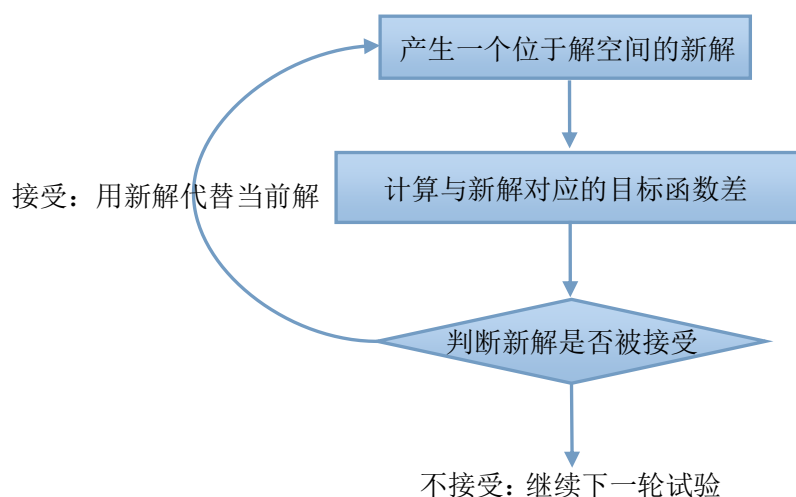 产生一个位于解空间的新解
计算与新解对应的目标函数差
接受：用新解代替当前解
判断新解是否被接受
不接受：继续下一轮试验